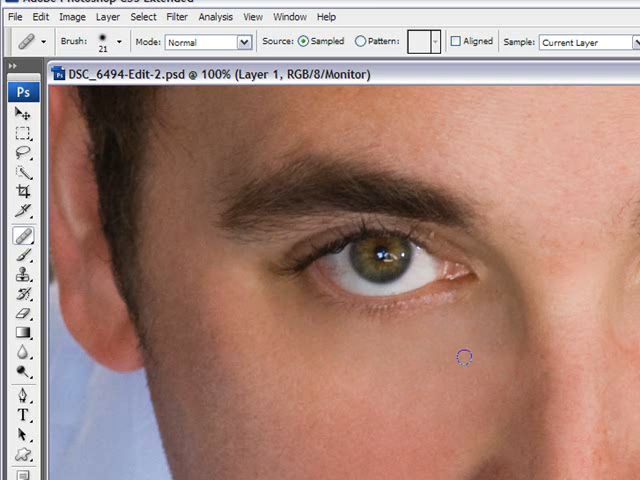 Adobe Photoshop CS3 Extended
File Edit Image Layer Select Filter Analysis View Window Help
Brush: 21 Mode: Normal Source: Sampled Pattern: Aligned Sample: Current Layer
Ps DSC_6494-Edit-2.psd @ 100% (Layer 1, RGB/8/Monitor)
Ps
T